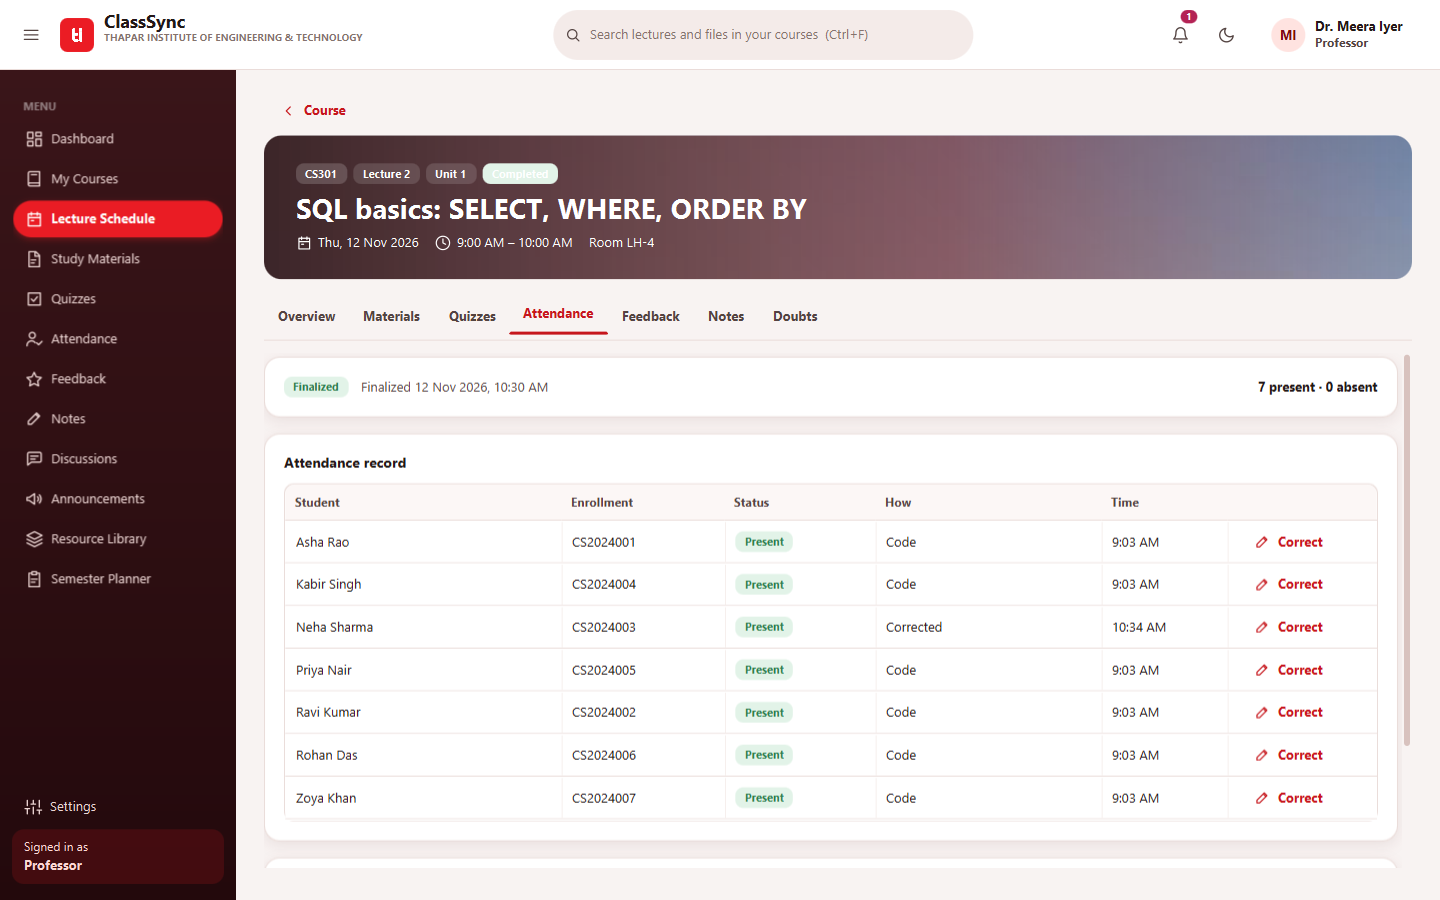 ClassSync
THAPAR INSTITUTE OF ENGINEERING & TECHNOLOGY
Search lectures and files in your courses (Ctrl+F)
1
MI
Dr. Meera Iyer
Professor
MENU
Dashboard
My Courses
Lecture Schedule
Study Materials
Quizzes
Attendance
Feedback
Notes
Discussions
Announcements
Resource Library
Semester Planner
Settings
Signed in as
Professor
Course
CS301 Lecture 2 Unit 1 Completed
SQL basics: SELECT, WHERE, ORDER BY
Thu, 12 Nov 2026 9:00 AM – 10:00 AM Room LH-4
Overview Materials Quizzes Attendance Feedback Notes Doubts
Finalized Finalized 12 Nov 2026, 10:30 AM 7 present · 0 absent
Attendance record
Student Enrollment Status How Time
Asha Rao CS2024001 Present Code 9:03 AM Correct
Kabir Singh CS2024004 Present Code 9:03 AM Correct
Neha Sharma CS2024003 Present Corrected 10:34 AM Correct
Priya Nair CS2024005 Present Code 9:03 AM Correct
Ravi Kumar CS2024002 Present Code 9:03 AM Correct
Rohan Das CS2024006 Present Code 9:03 AM Correct
Zoya Khan CS2024007 Present Code 9:03 AM Correct